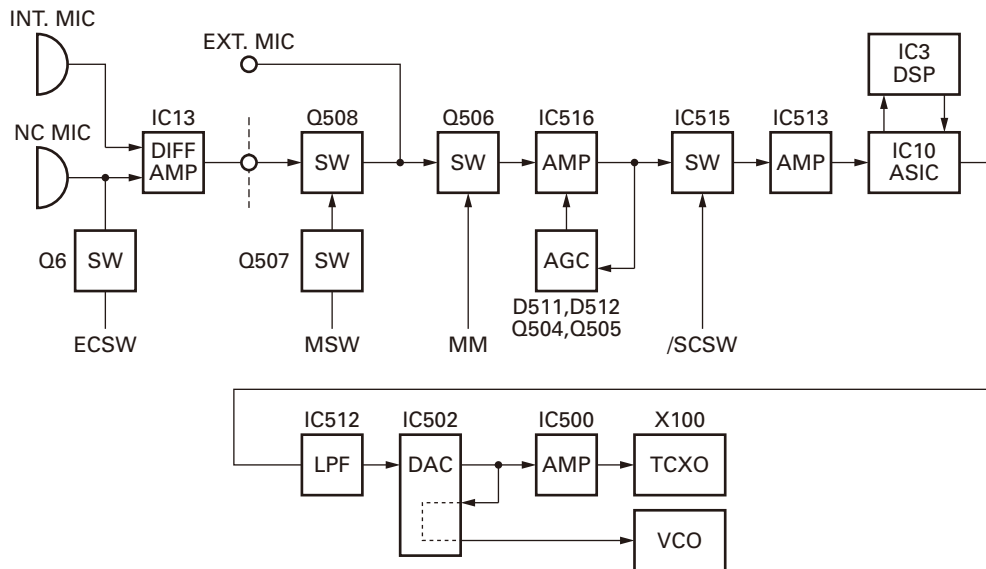 INT. MIC
EXT. MIC
NC MIC
IC13
DIFF
AMP
Q508
SW
Q506
SW
IC516
AMP
IC515
SW
IC513
AMP
IC3
DSP
IC10
ASIC
Q6
SW
Q507
SW
AGC
D511,D512
Q504,Q505
ECSW
MSW
MM
/SCSW
IC512
LPF
IC502
DAC
IC500
AMP
X100
TCXO
VCO